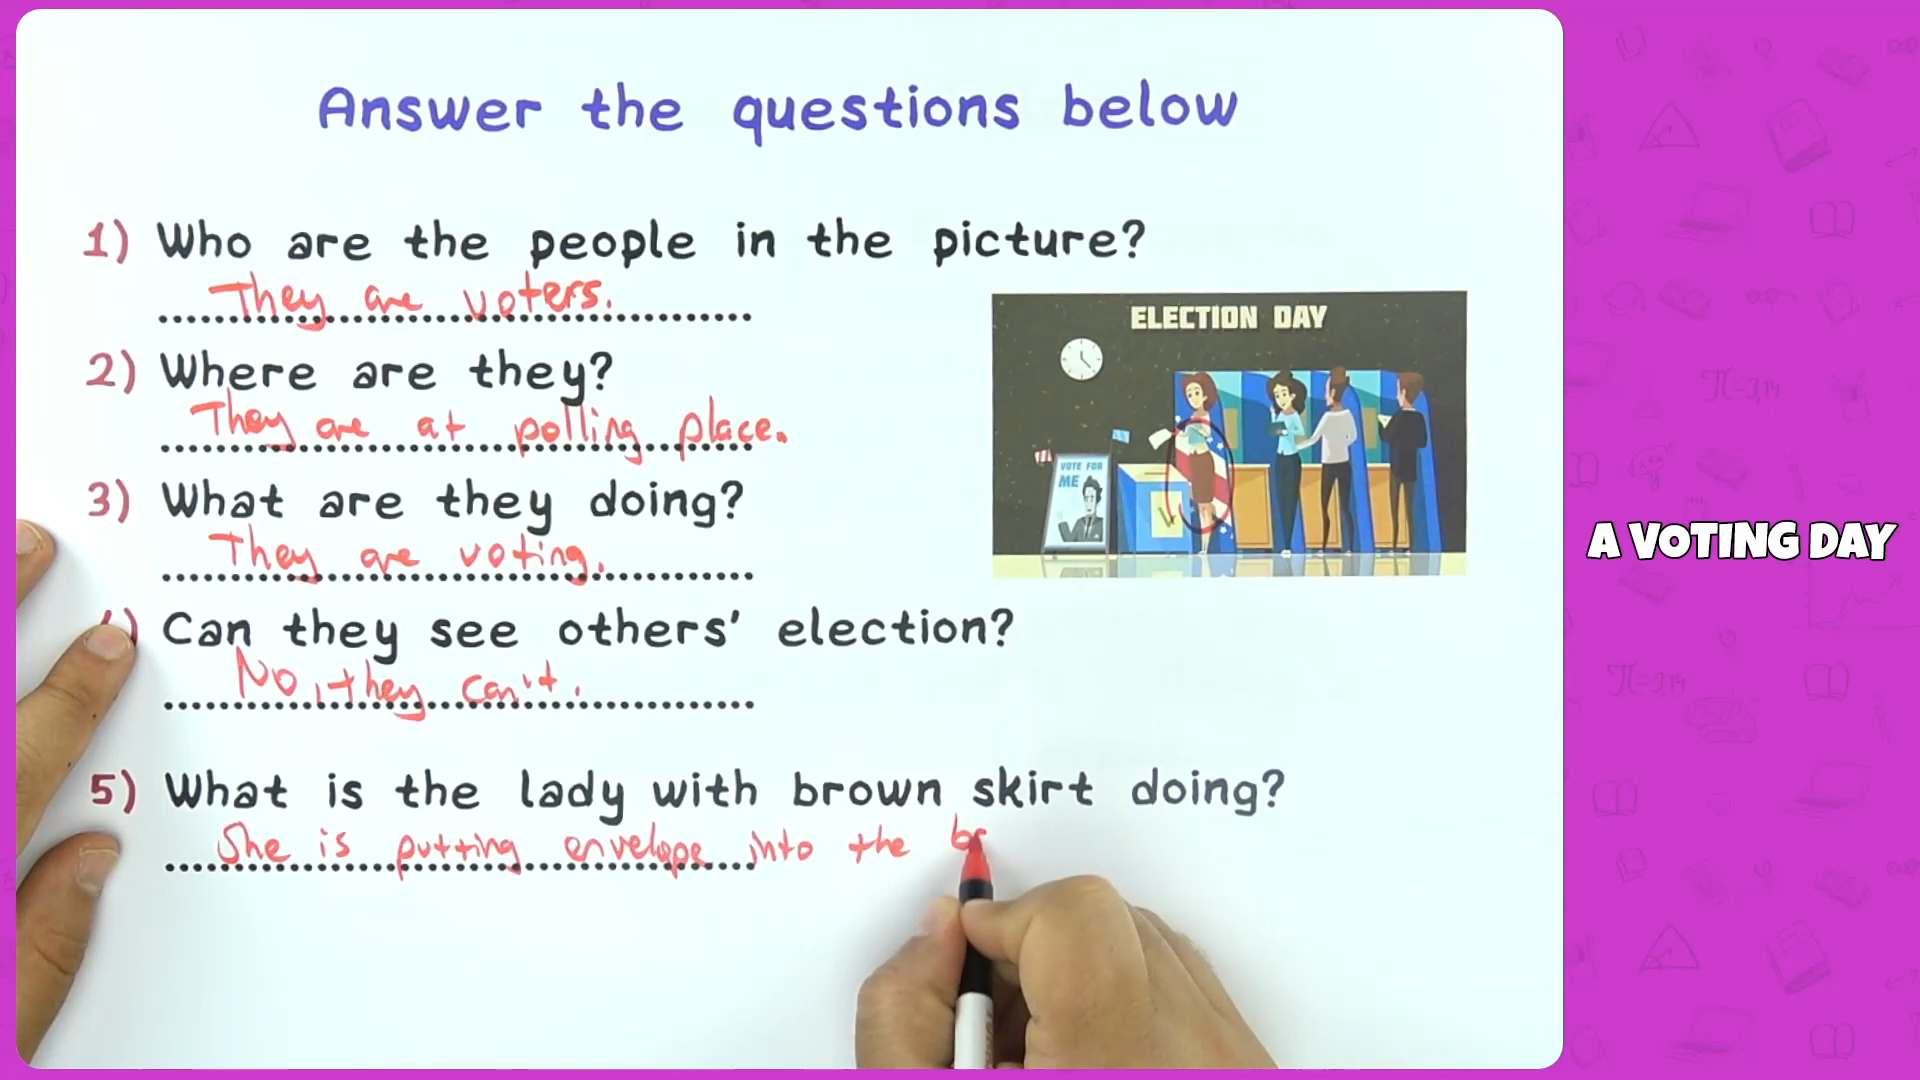 Answer the questions below
1) Who are the people in the picture?
They are voters.
2) Where are they?
They are at polling place.
3) What are they doing?
They are voting.
) Can they see others' election?
No, they can't.
5) What is the lady with brown skirt doing?
She is putting envelope into the
ELECTION DAY
VOTE FOR
ME
A VOTING DAY